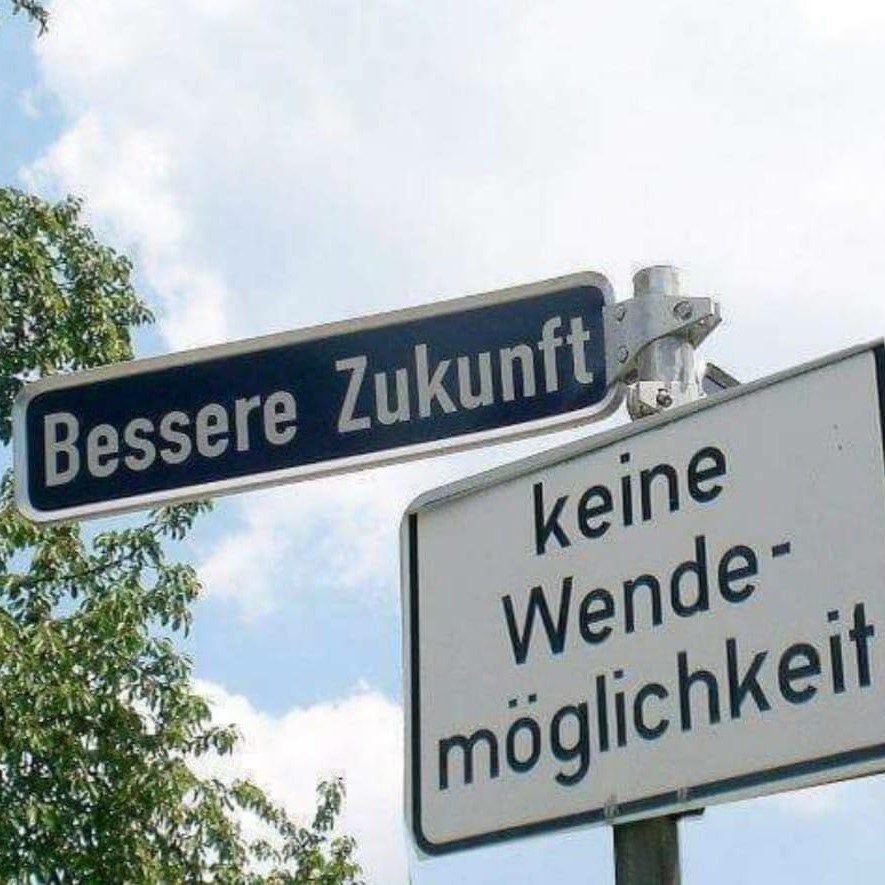 Bessere Zukunft
keine
Wende-
möglichkeit